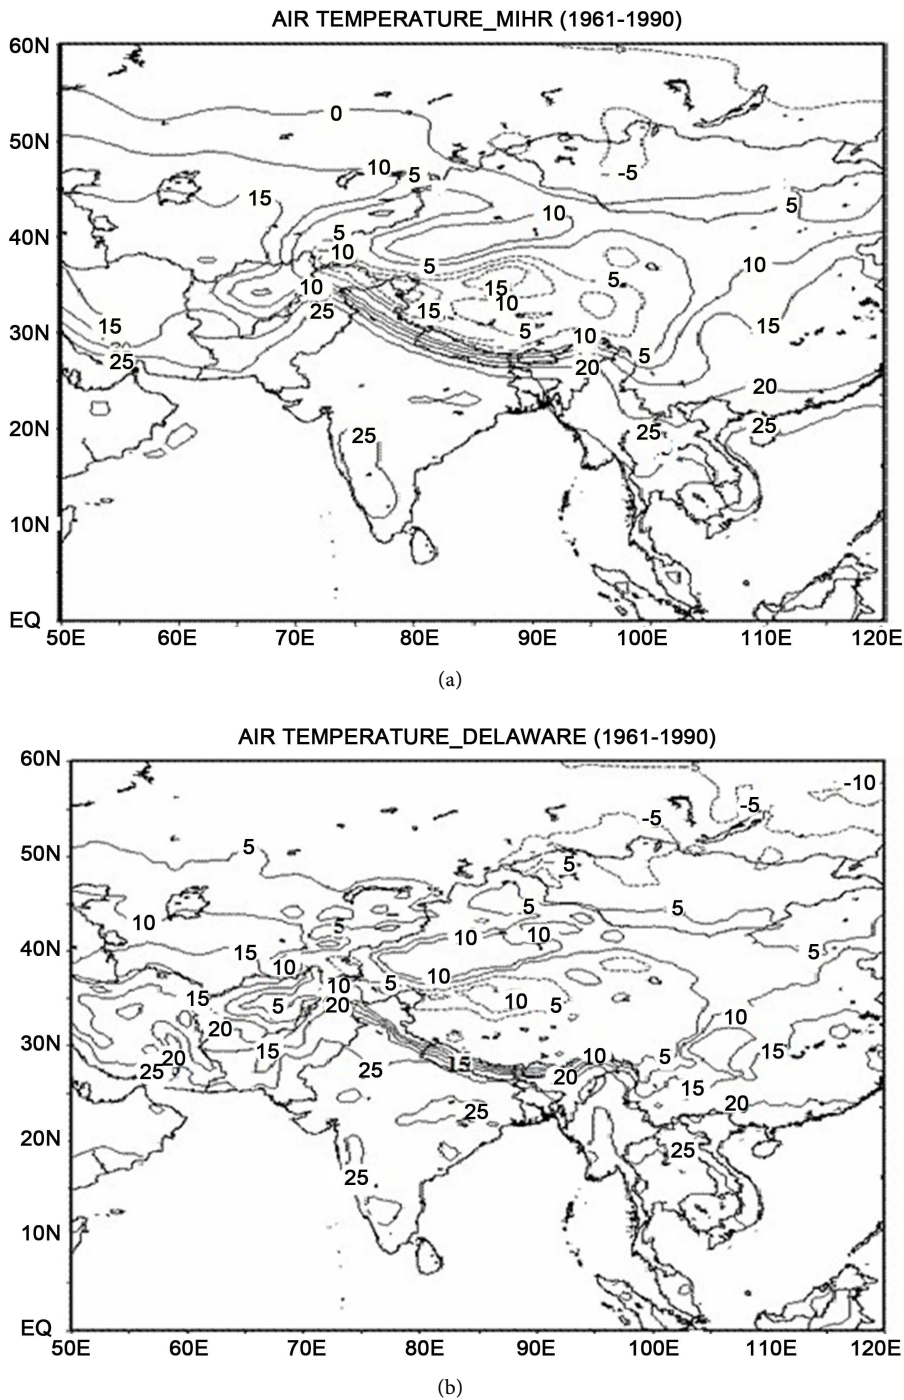 AIR TEMPERATURE_MIHR (1961-1990)
60N
50N 0
10 5 -5
15 5
40N 5 10
10 5 10
10 15 5
15 10
30N 15 25 5 10 15
20 25 5
20 20
20N 25 25 25
10N
EQ
50E 60E 70E 80E 90E 100E 110E 120E
(a)
AIR TEMPERATURE_DELAWARE (1961-1990)
60N 5
-10
-5 -5
50N 5 5
10 5 5 5
40N 15 10 10 5
10 10
15 5 10 5 10 5
30N 20 20 10
20 15 15 10 5 15
25 25 20 15
25 20
20N 25
25
10N
EQ
50E 60E 70E 80E 90E 100E 110E 120E
(b)